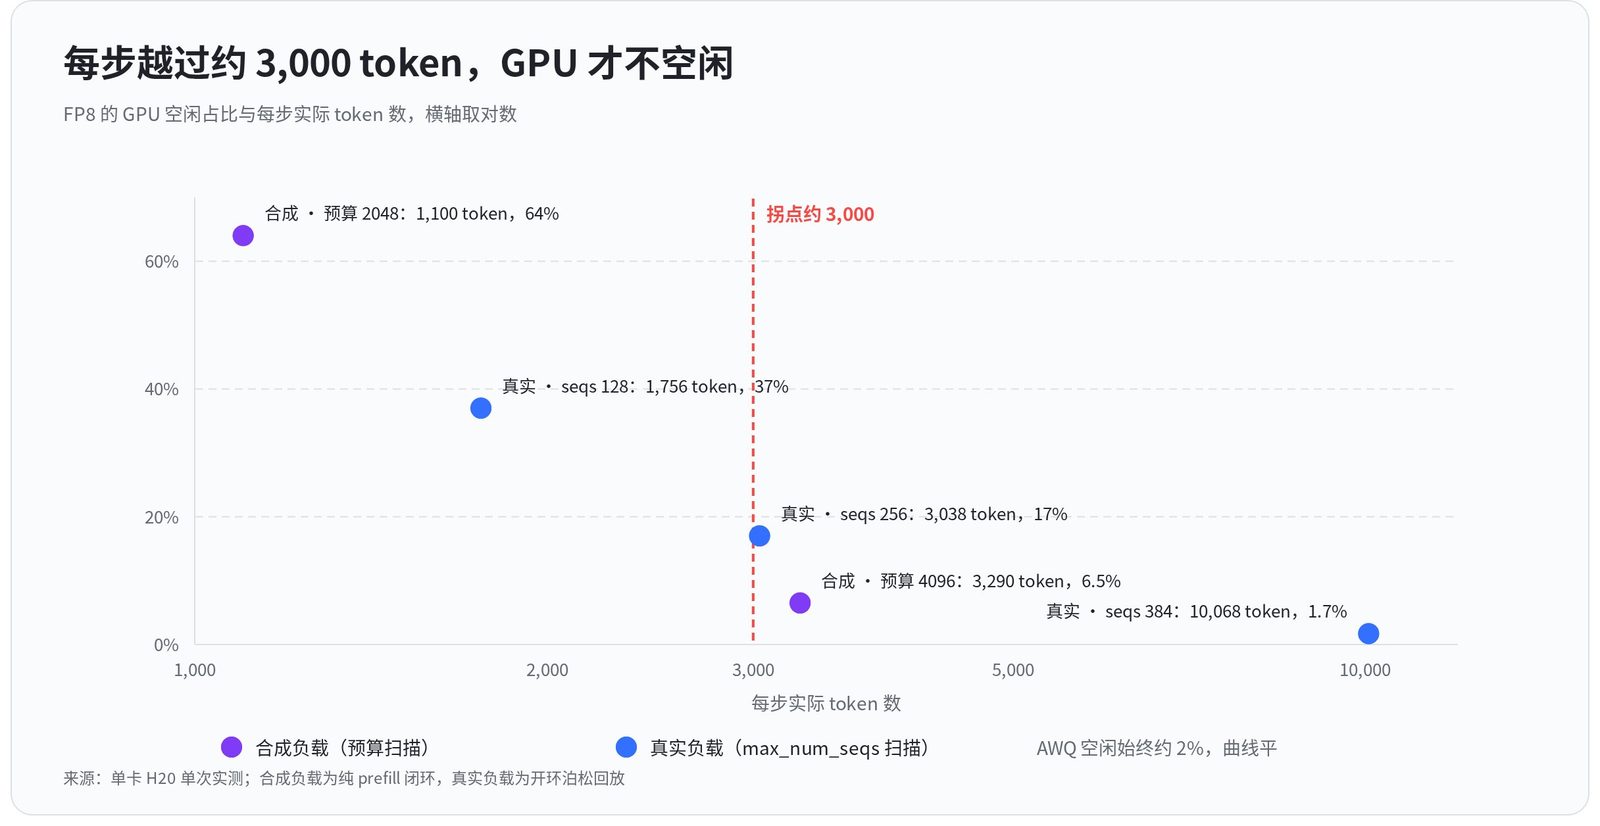 每步越过约 3,000 token，GPU 才不空闲
FP8 的 GPU 空闲占比与每步实际 token 数，横轴取对数
合成 · 预算 2048：1,100 token，64%
拐点约 3,000
60%
真实 · seqs 128：1,756 token，37%
40%
真实 · seqs 256：3,038 token，17%
20%
合成 · 预算 4096：3,290 token，6.5%
真实 · seqs 384：10,068 token，1.7%
0%
1,000 2,000 3,000 5,000 10,000
每步实际 token 数
合成负载（预算扫描） 真实负载（max_num_seqs 扫描） AWQ 空闲始终约 2%，曲线平
来源：单卡 H20 单次实测；合成负载为纯 prefill 闭环，真实负载为开环泊松回放